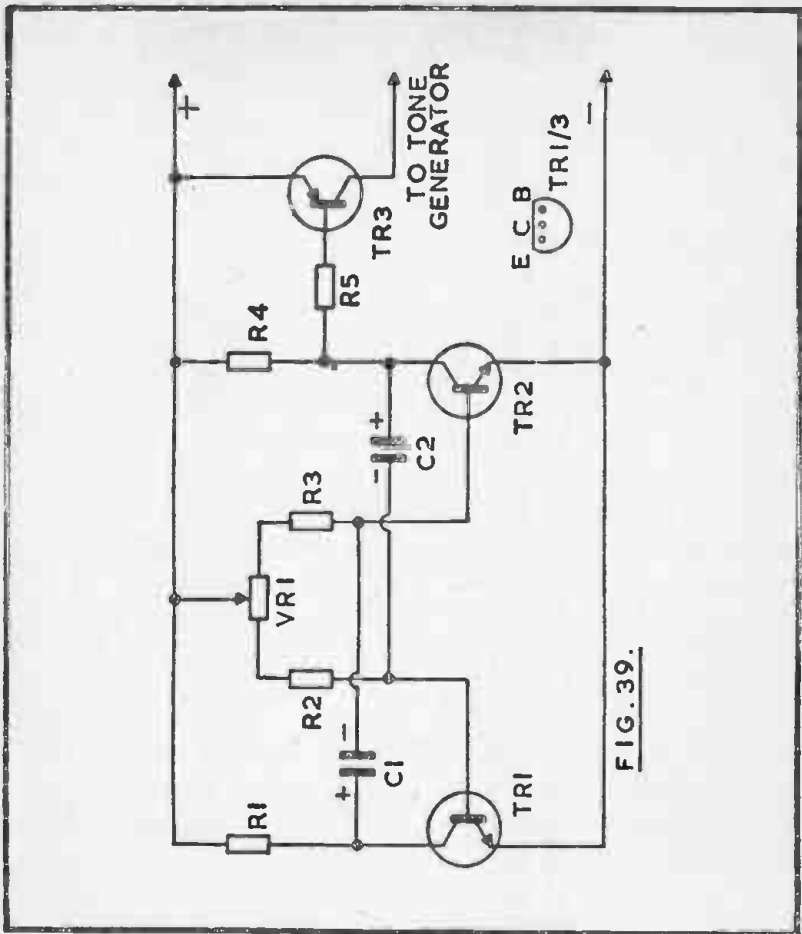 +
R1
R4
VR1
R2
R3
R5
TR3
+
-
C1
-
+
C2
TO TONE
GENERATOR
TR1
TR2
E C B
TR1/3
-
FIG.39.